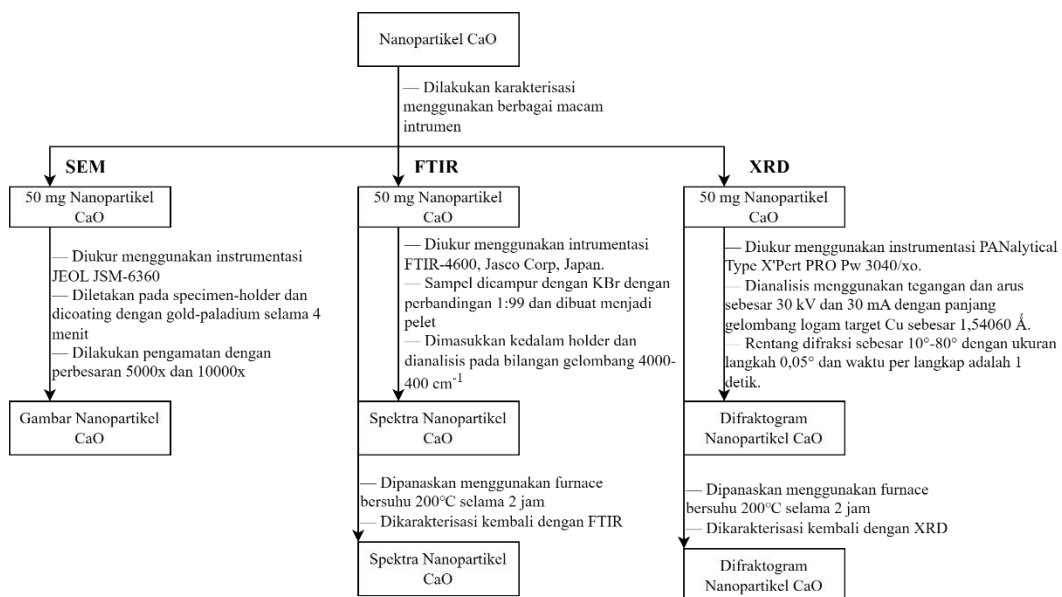 Nanopartikel CaO
— Dilakukan karakterisasi
menggunakan berbagai macam
intrumen
SEM
50 mg Nanopartikel
CaO
— Diukur menggunakan instrumentasi
JEOL JSM-6360
— Diletakan pada specimen-holder dan
dicoating dengan gold-paladium selama 4
menit
— Dilakukan pengamatan dengan
perbesaran 5000x dan 10000x
Gambar Nanopartikel
CaO
FTIR
50 mg Nanopartikel
CaO
— Diukur menggunakan intrumentasi
FTIR-4600, Jasco Corp, Japan.
— Sampel dicampur dengan KBr dengan
perbandingan 1:99 dan dibuat menjadi
pelet
— Dimasukkan kedalam holder dan
dianalisis pada bilangan gelombang 4000-
400 cm⁻¹
Spektra Nanopartikel
CaO
— Dipanaskan menggunakan furnace
bersuhu 200°C selama 2 jam
— Dikarakterisasi kembali dengan FTIR
Spektra Nanopartikel
CaO
XRD
50 mg Nanopartikel
CaO
— Diukur menggunakan instrumentasi PANalytical
Type X'Pert PRO Pw 3040/xo.
— Dianalisis menggunakan tegangan dan arus
sebesar 30 kV dan 30 mA dengan panjang
gelombang logam target Cu sebesar 1,54060 Ǻ.
— Rentang difraksi sebesar 10°-80° dengan ukuran
langkah 0,05° dan waktu per langkap adalah 1
detik.
Difraktogram
Nanopartikel CaO
— Dipanaskan menggunakan furnace
bersuhu 200°C selama 2 jam
— Dikarakterisasi kembali dengan XRD
Difraktogram
Nanopartikel CaO